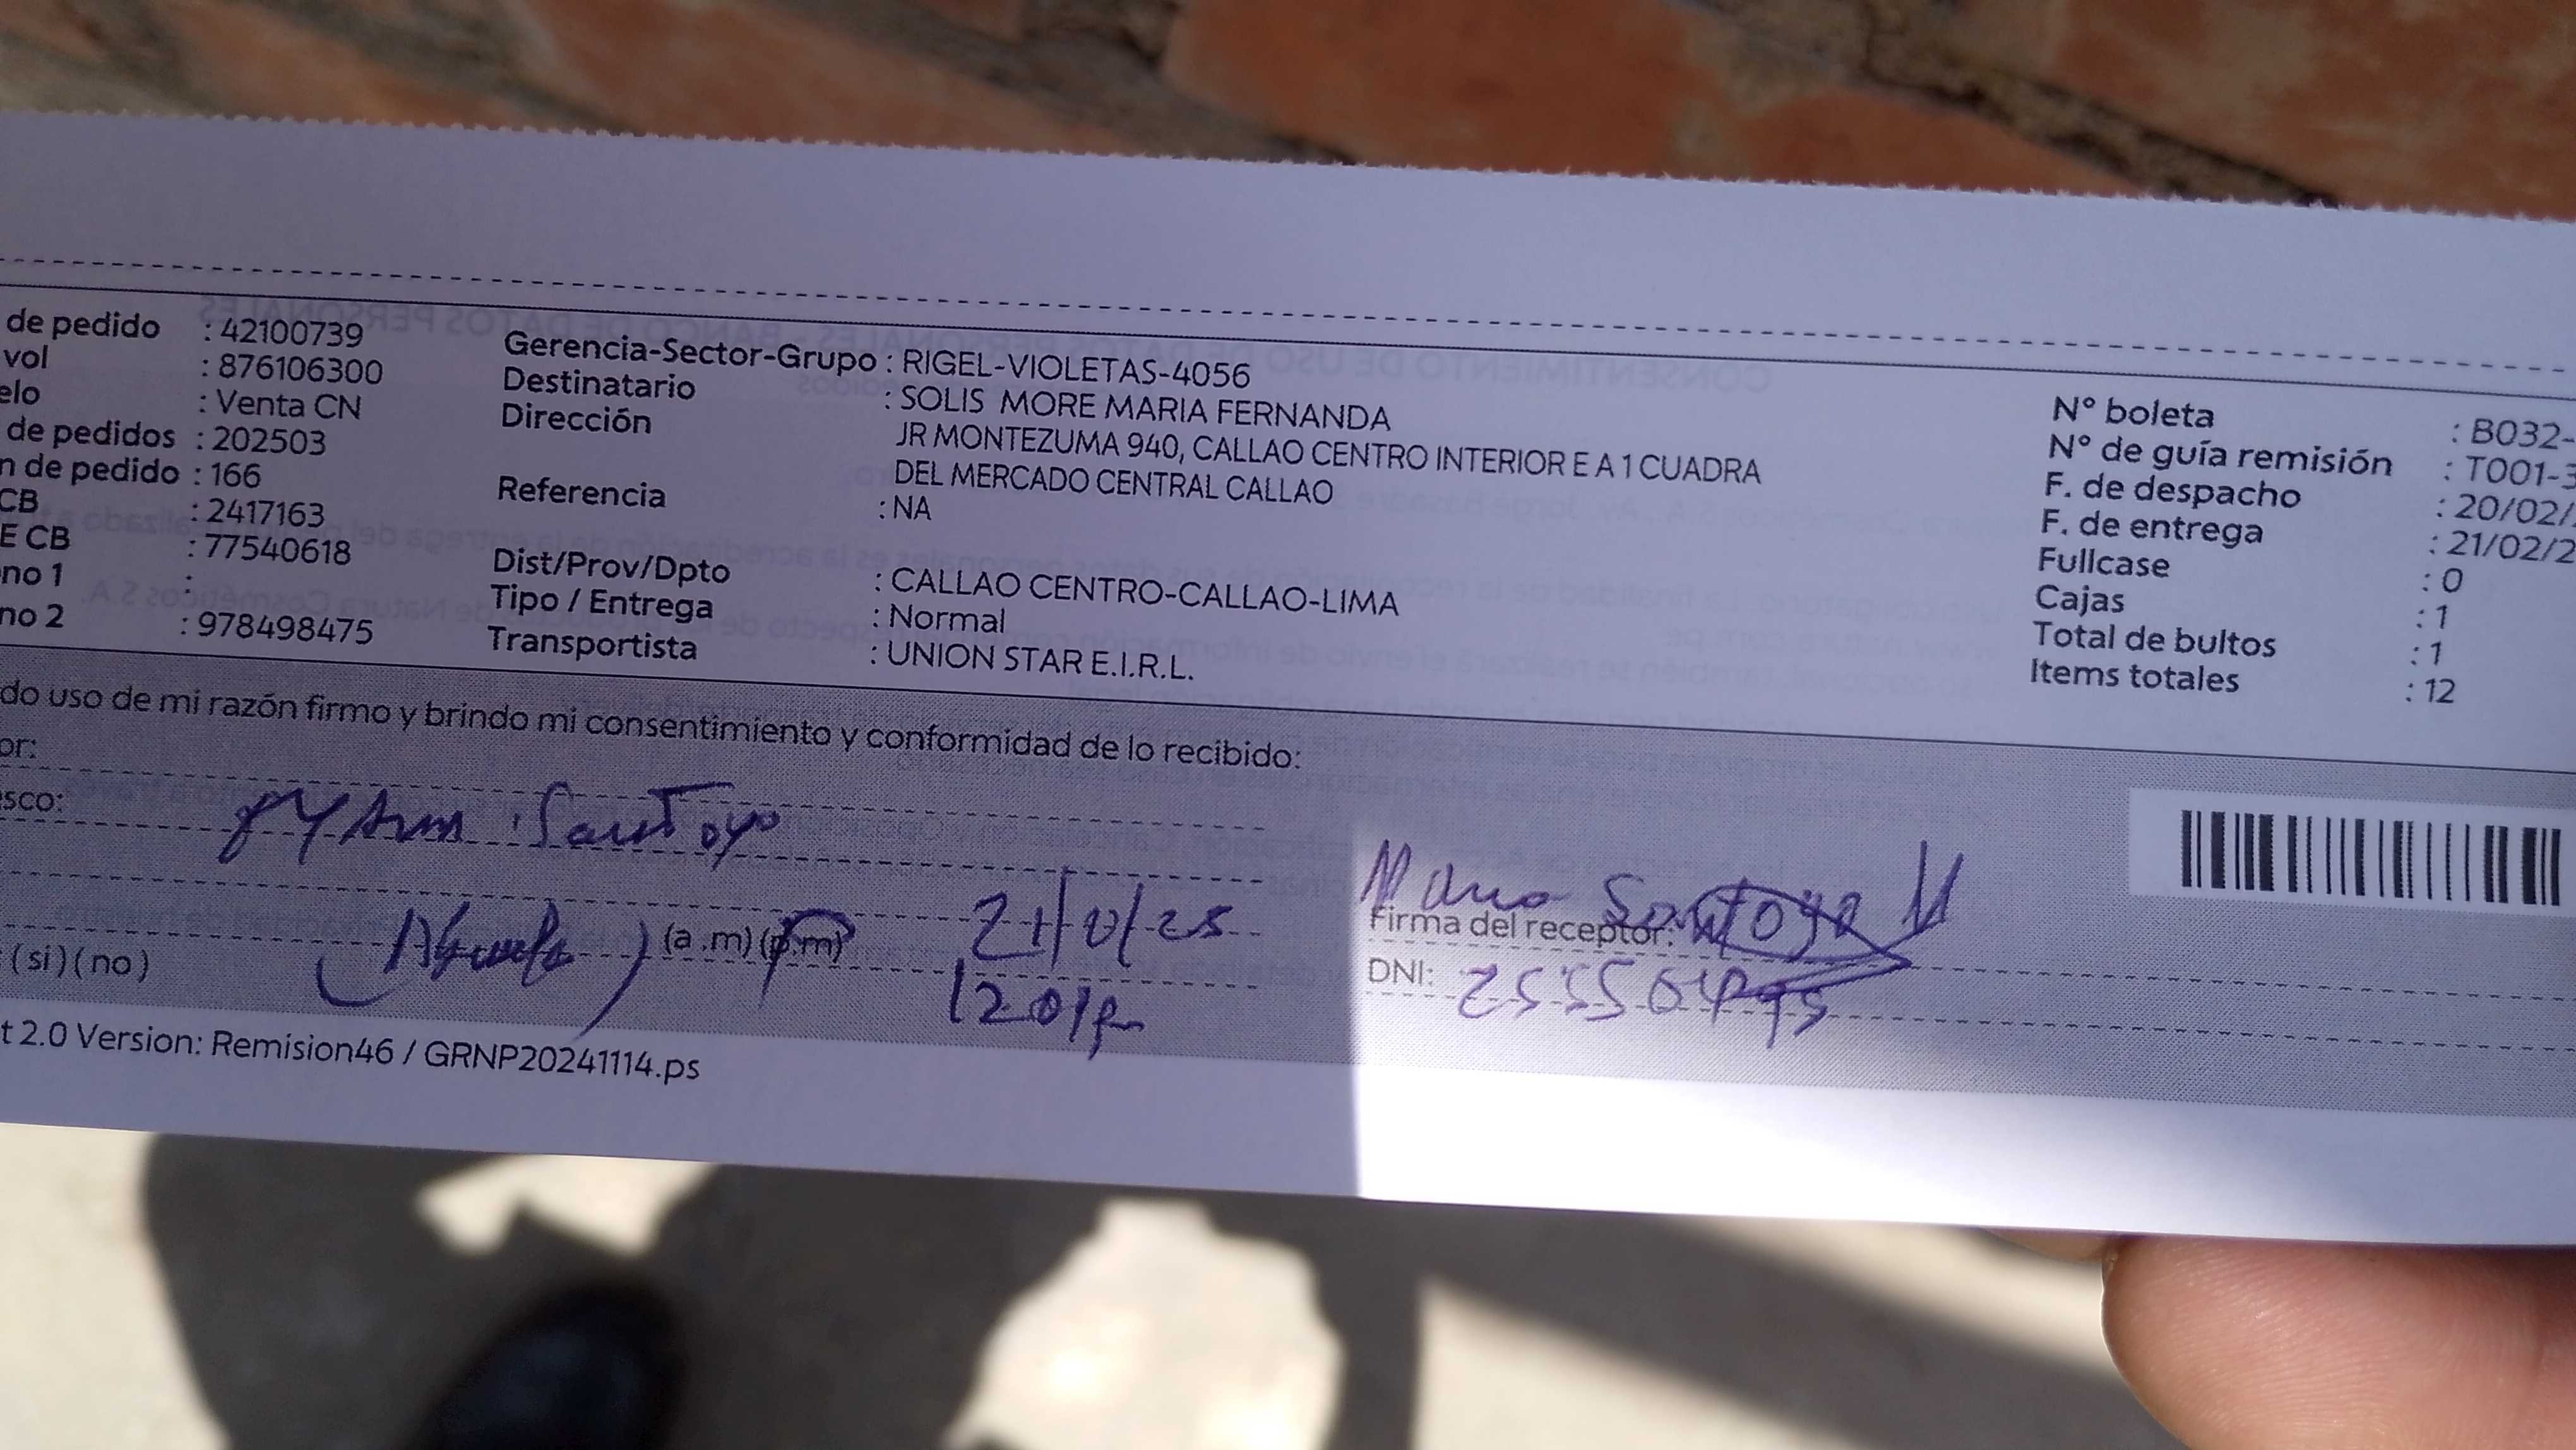 de pedido : 42100739
vol : 876106300
elo : Venta CN
de pedidos : 202503
n de pedido : 166
CB : 2417163
E CB : 77540618
no 1 :
no 2 : 978498475
Gerencia-Sector-Grupo : RIGEL-VIOLETAS-4056
Destinatario : SOLIS MORE MARIA FERNANDA
Dirección JR MONTEZUMA 940, CALLAO CENTRO INTERIOR E A 1 CUADRA
DEL MERCADO CENTRAL CALLAO
Referencia : NA
Dist/Prov/Dpto : CALLAO CENTRO-CALLAO-LIMA
Tipo / Entrega : Normal
Transportista : UNION STAR E.I.R.L.
N° boleta : B032-
N° de guía remisión : T001-3
F. de despacho : 20/02/
F. de entrega : 21/02/2
Fullcase : 0
Cajas : 1
Total de bultos : 1
Items totales : 12
do uso de mi razón firmo y brindo mi consentimiento y conformidad de lo recibido:
or:
sco: Santoyo
(si) (no) (a.m) (p.m)
Santoyo
Firma del receptor:
DNI:
t 2.0 Version: Remision46 / GRNP20241114.ps